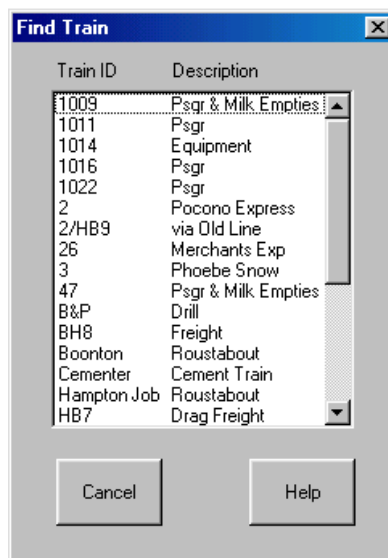 Find Train
Train ID Description
1009 Psgr & Milk Empties
1011 Psgr
1014 Equipment
1016 Psgr
1022 Psgr
2 Pocono Express
2/HB9 via Old Line
26 Merchants Exp
3 Phoebe Snow
47 Psgr & Milk Empties
B&P Drill
BH8 Freight
Boonton Roustabout
Cementer Cement Train
Hampton Job Roustabout
HB7 Drag Freight
Cancel Help